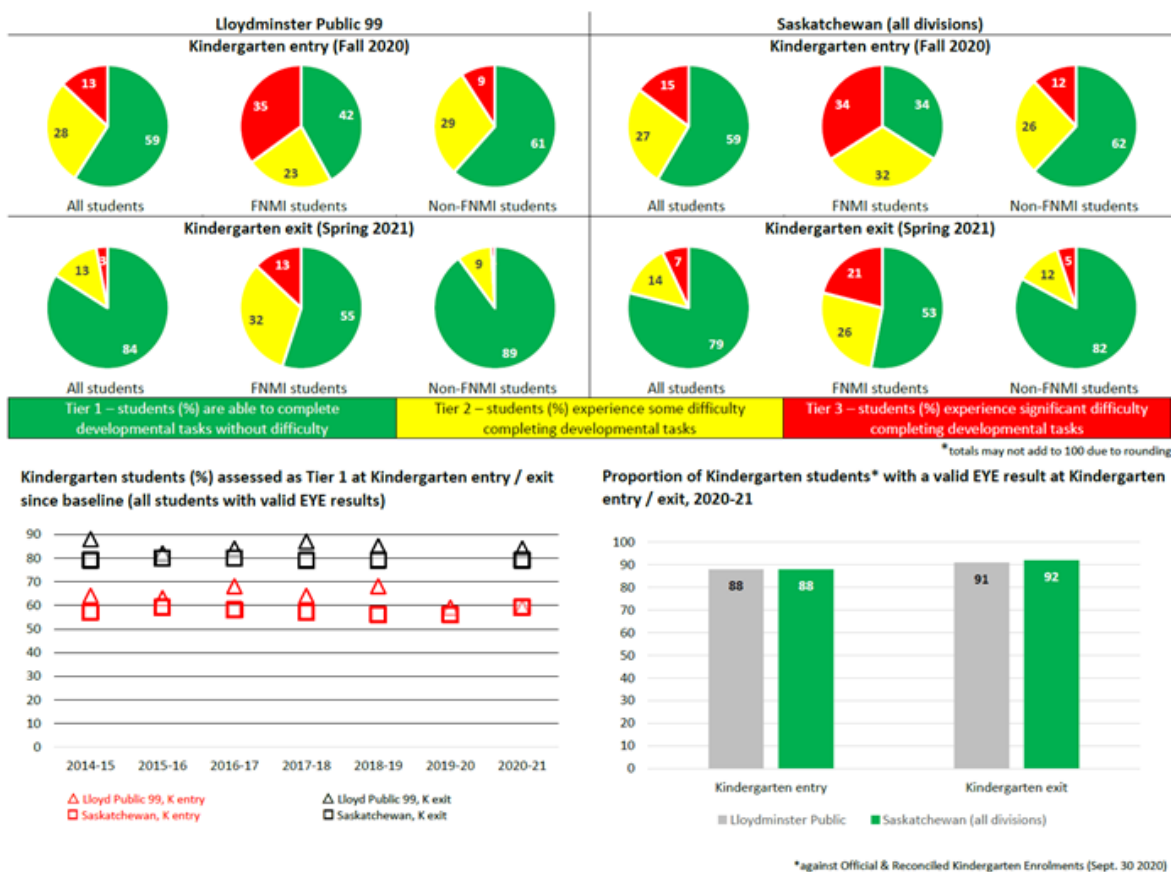 Lloydminster Public 99
Saskatchewan (all divisions)
Kindergarten entry (Fall 2020)
Kindergarten entry (Fall 2020)
13
28
59
35
42
23
9
29
61
15
27
59
34
34
32
12
26
62
All students
FNMI students
Non-FNMI students
All students
FNMI students
Non-FNMI students
Kindergarten exit (Spring 2021)
Kindergarten exit (Spring 2021)
3
13
84
13
32
55
9
89
7
14
79
21
26
53
5
12
82
All students
FNMI students
Non-FNMI students
All students
FNMI students
Non-FNMI students
Tier 1 – students (%) are able to complete
developmental tasks without difficulty
Tier 2 – students (%) experience some difficulty
completing developmental tasks
Tier 3 – students (%) experience significant difficulty
completing developmental tasks
*totals may not add to 100 due to rounding
Kindergarten students (%) assessed as Tier 1 at Kindergarten entry / exit
since baseline (all students with valid EYE results)
90
80
70
60
50
40
30
20
10
0
2014-15
2015-16
2016-17
2017-18
2018-19
2019-20
2020-21
Lloyd Public 99, K entry
Lloyd Public 99, K exit
Saskatchewan, K entry
Saskatchewan, K exit
Proportion of Kindergarten students* with a valid EYE result at Kindergarten
entry / exit, 2020-21
100
90
80
70
60
50
40
30
20
10
0
88
88
91
92
Kindergarten entry
Kindergarten exit
Lloydminster Public
Saskatchewan (all divisions)
*against Official & Reconciled Kindergarten Enrolments (Sept. 30 2020)